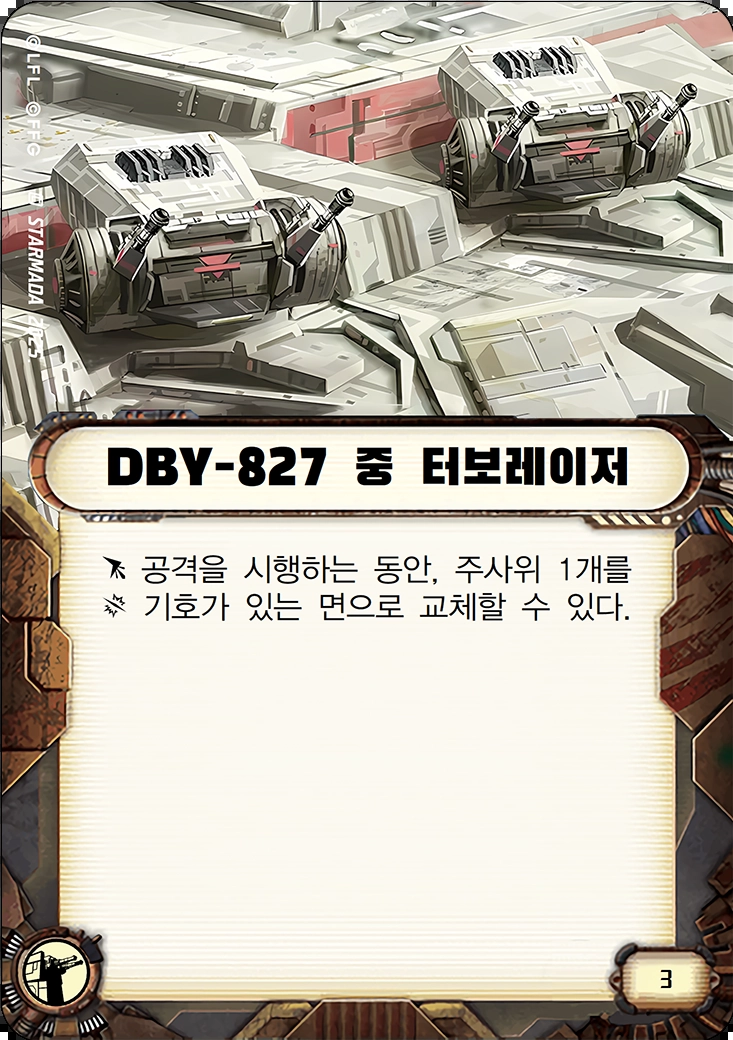 ©LFL ©FFG
STARMADA 2025
DBY-827 중 터보레이저
공격을 시행하는 동안, 주사위 1개를
기호가 있는 면으로 교체할 수 있다.
3